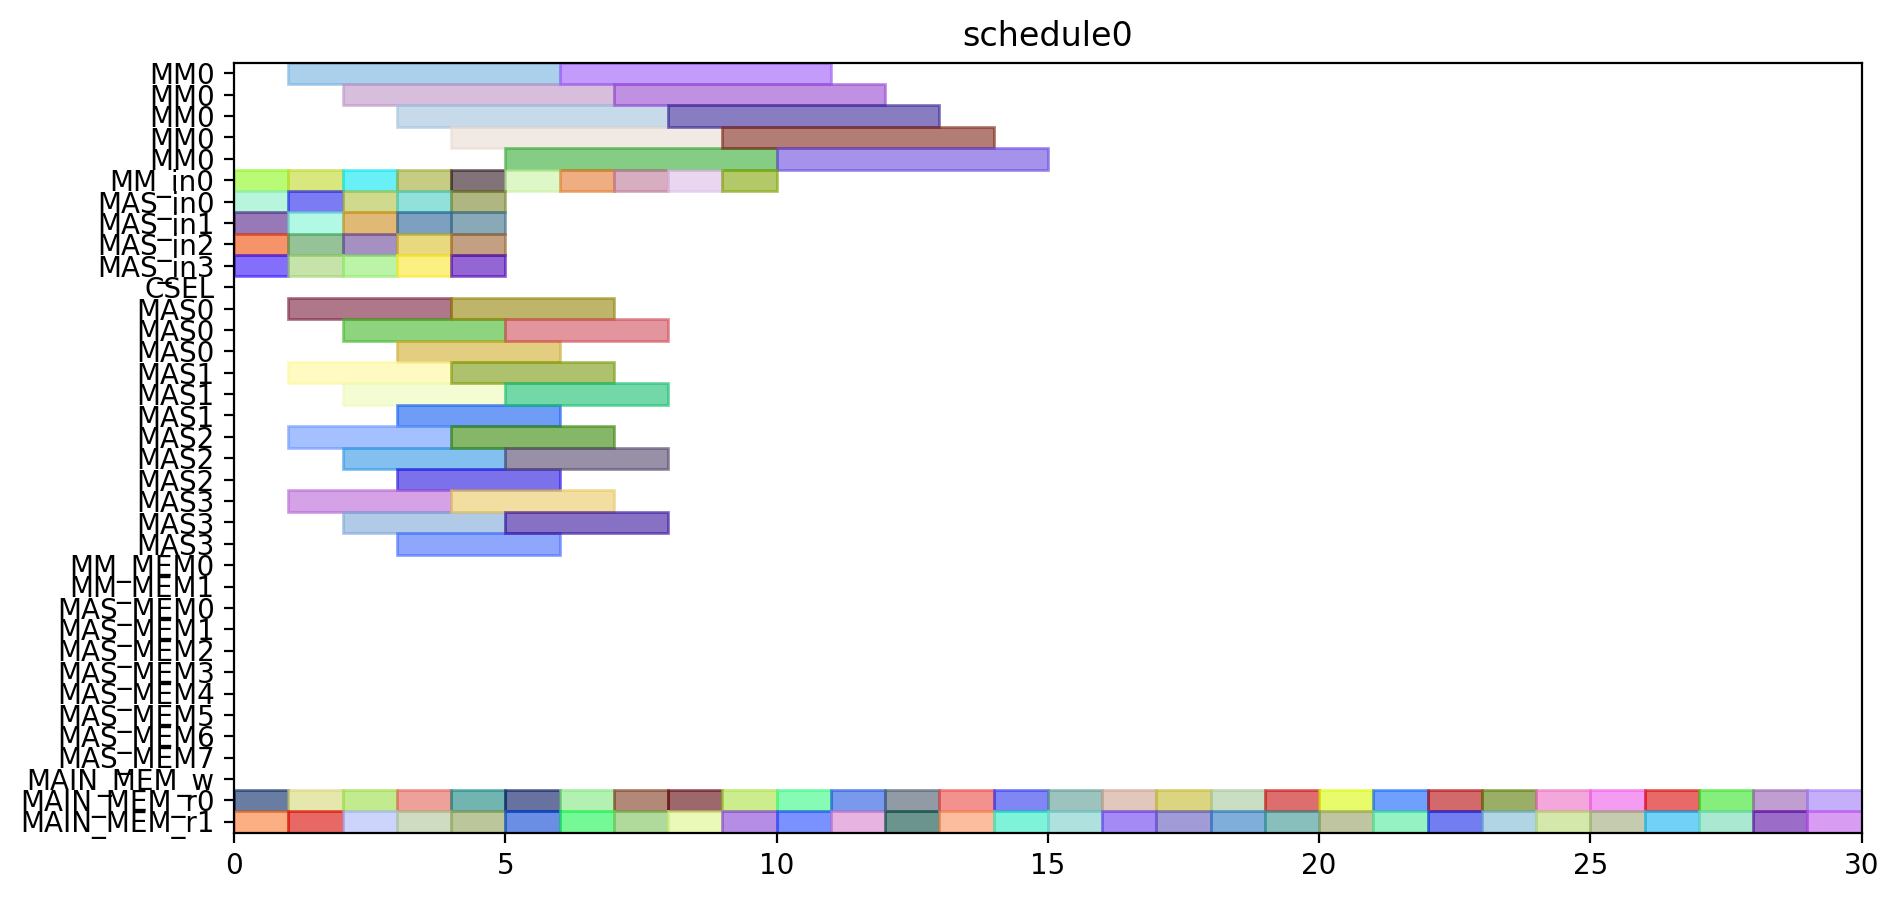 schedule0
MM0
MM0
MM0
MM0
MM0
MM_in0
MAS_in0
MAS_in1
MAS_in2
MAS_in3
CSEL
MAS0
MAS0
MAS0
MAS1
MAS1
MAS1
MAS2
MAS2
MAS2
MAS3
MAS3
MAS3
MM_MEM0
MM_MEM1
MAS_MEM0
MAS_MEM1
MAS_MEM2
MAS_MEM3
MAS_MEM4
MAS_MEM5
MAS_MEM6
MAS_MEM7
MAIN_MEM_w
MAIN_MEM_r0
MAIN_MEM_r1
0 5 10 15 20 25 30